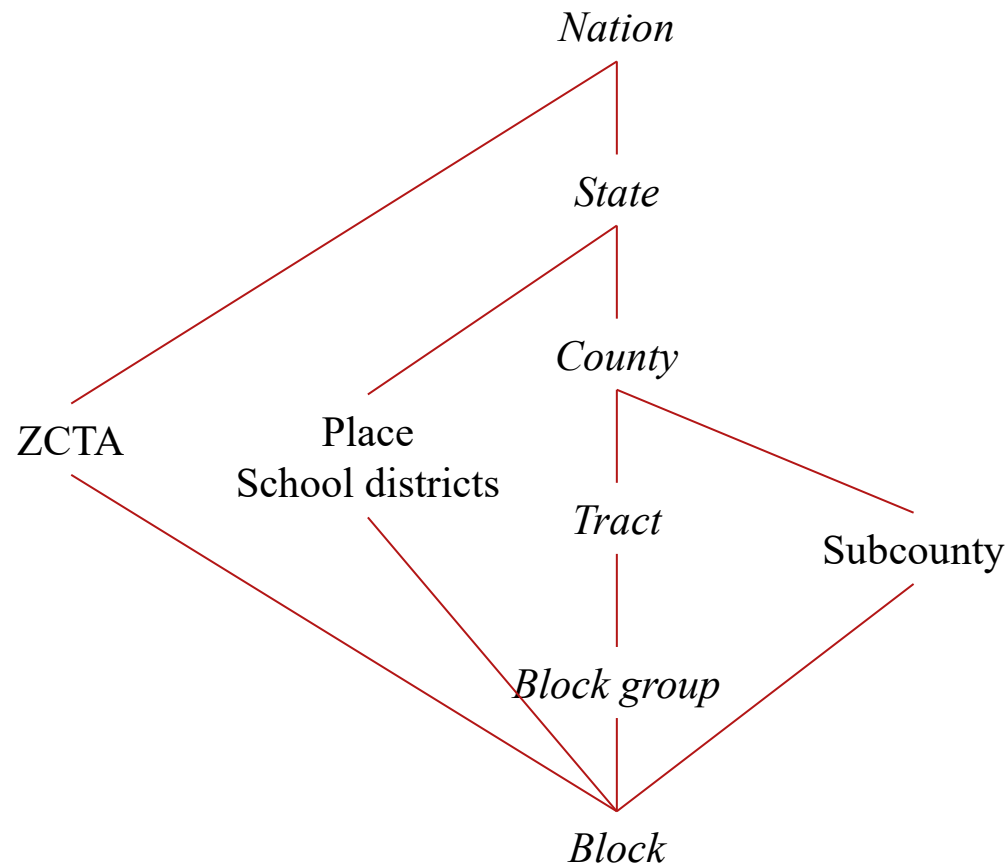 Nation
State
County
ZCTA
Place
School districts
Tract
Subcounty
Block group
Block